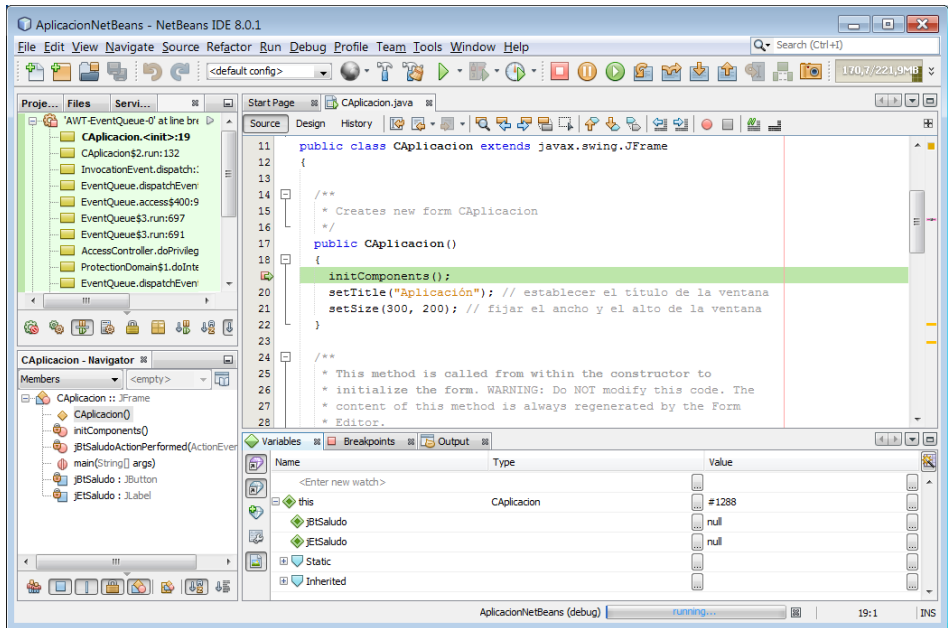 AplicacionNetBeans - NetBeans IDE 8.0.1
File Edit View Navigate Source Refactor Run Debug Profile Team Tools Window Help
Search (Ctrl+I)
<default config>
170,7/221,9MB
Proje... Files Servi...
'AWT-EventQueue-0' at line bre
CAplicacion.<init>:19
CAplicacion$2.run:132
InvocationEvent.dispatch:
EventQueue.dispatchEven
EventQueue.access$400:9
EventQueue$3.run:697
EventQueue$3.run:691
AccessController.doPrivileg
ProtectionDomain$1.doInte
EventQueue.dispatchEven
CAplicacion - Navigator
Members <empty>
CAplicacion :: JFrame
CAplicacion()
initComponents()
jBtSaludoActionPerformed(ActionEver
main(String[] args)
jBtSaludo : JButton
jEtSaludo : JLabel
Start Page CAplicacion.java
Source Design History
11 public class CAplicacion extends javax.swing.JFrame
12 {
13
14 /**
15 * Creates new form CAplicacion
16 */
17 public CAplicacion()
18 {
initComponents();
20 setTitle("Aplicación"); // establecer el título de la ventana
21 setSize(300, 200); // fijar el ancho y el alto de la ventana
22 }
23
24 /**
25 * This method is called from within the constructor to
26 * initialize the form. WARNING: Do NOT modify this code. The
27 * content of this method is always regenerated by the Form
28 * Editor.
Variables Breakpoints Output
Name Type Value
<Enter new watch>
this CAplicacion #1288
jBtSaludo null
jEtSaludo null
Static
Inherited
AplicacionNetBeans (debug) running... 19:1 INS